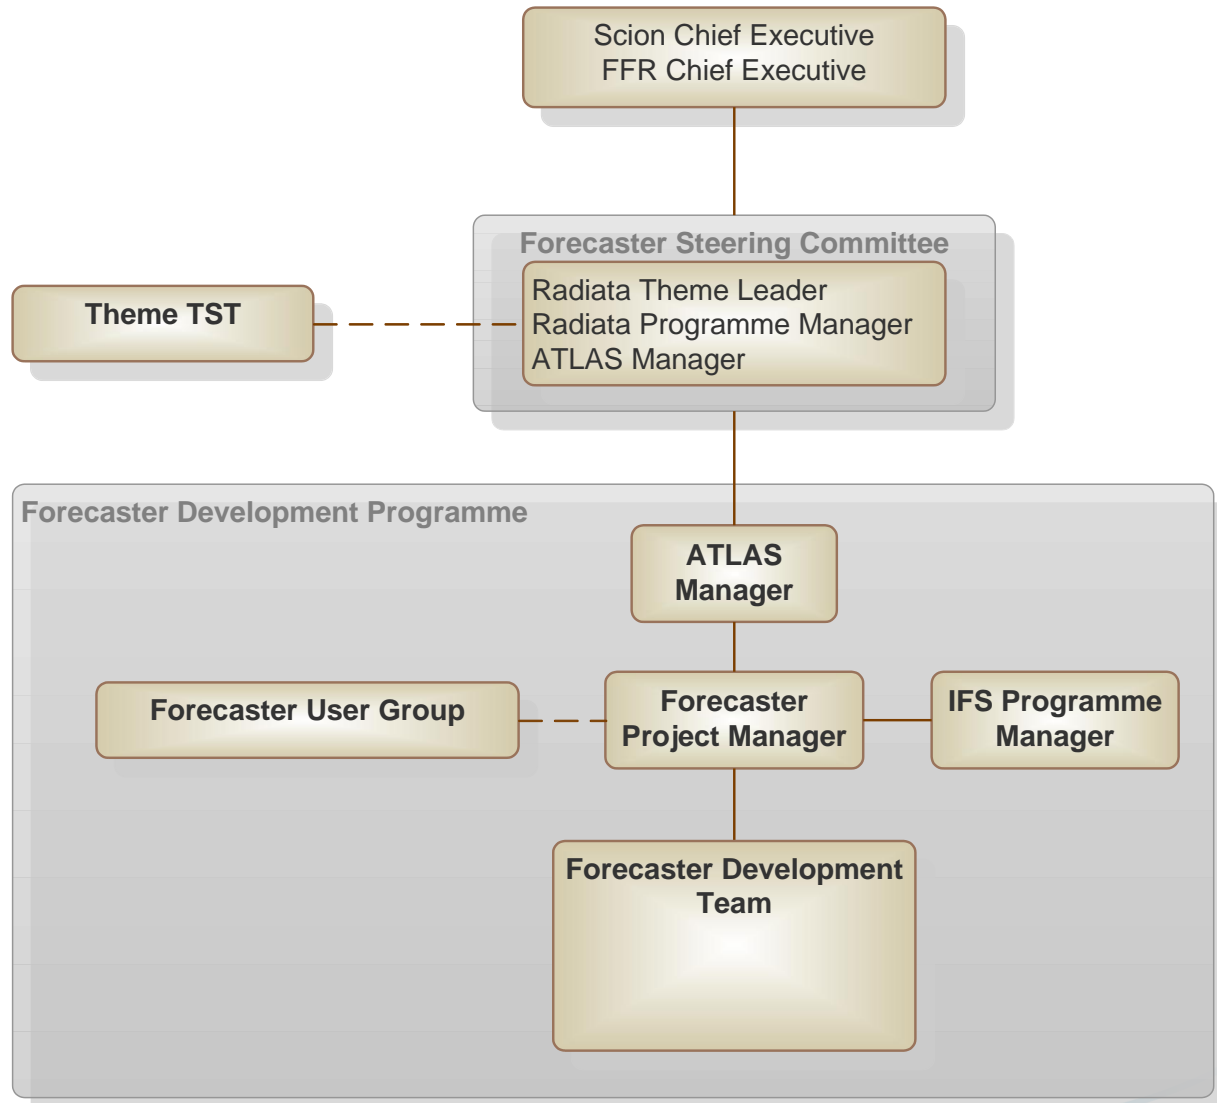 Scion Chief Executive
FFR Chief Executive
Forecaster Steering Committee
Radiata Theme Leader
Radiata Programme Manager
ATLAS Manager
Theme TST
Forecaster Development Programme
ATLAS
Manager
Forecaster User Group
Forecaster
Project Manager
IFS Programme
Manager
Forecaster Development
Team